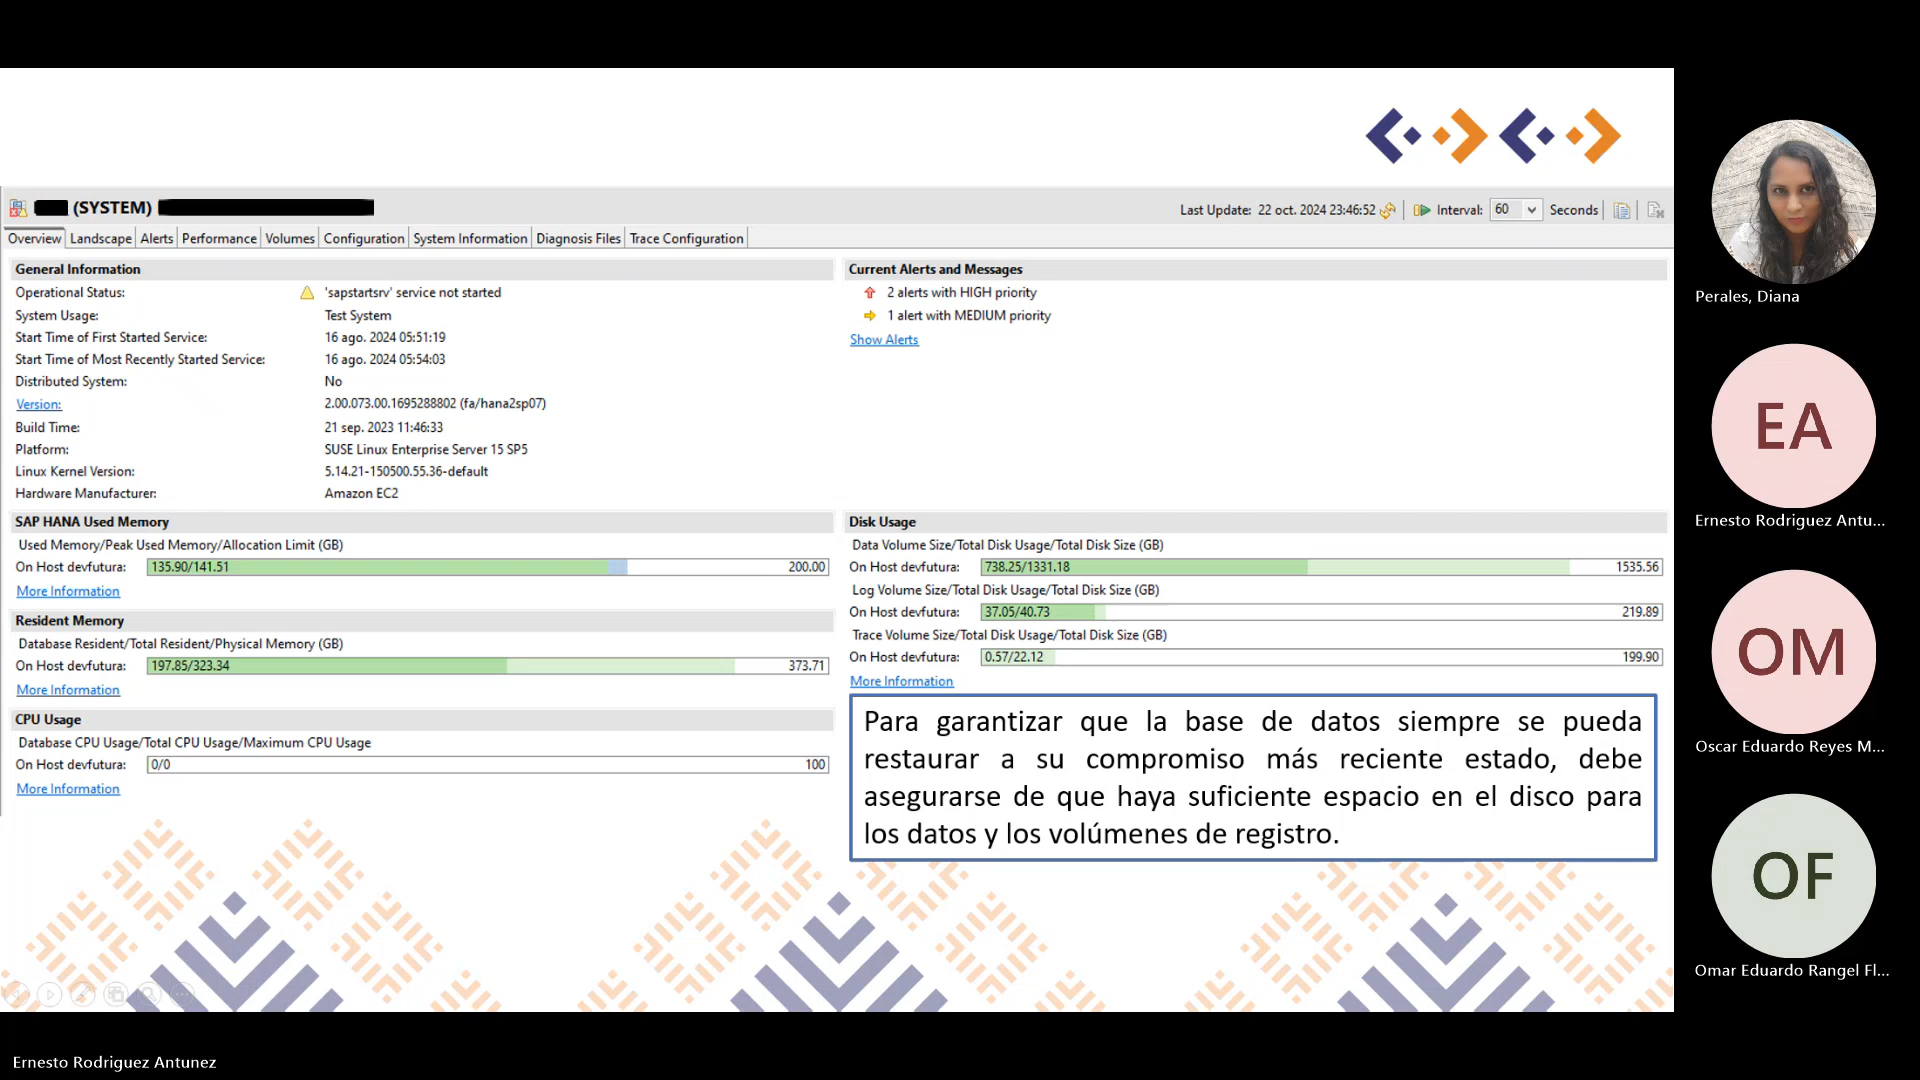 (SYSTEM)
Last Update: 22 oct. 2024 23:46:52
Interval: 60 Seconds
Overview Landscape Alerts Performance Volumes Configuration System Information Diagnosis Files Trace Configuration
General Information
Operational Status: 'sapstartsrv' service not started
System Usage: Test System
Start Time of First Started Service: 16 ago. 2024 05:51:19
Start Time of Most Recently Started Service: 16 ago. 2024 05:54:03
Distributed System: No
Version: 2.00.073.00.1695288802 (fa/hana2sp07)
Build Time: 21 sep. 2023 11:46:33
Platform: SUSE Linux Enterprise Server 15 SP5
Linux Kernel Version: 5.14.21-150500.55.36-default
Hardware Manufacturer: Amazon EC2
Current Alerts and Messages
2 alerts with HIGH priority
1 alert with MEDIUM priority
Show Alerts
SAP HANA Used Memory
Used Memory/Peak Used Memory/Allocation Limit (GB)
On Host devfutura: 135.90/141.51 200.00
More Information
Resident Memory
Database Resident/Total Resident/Physical Memory (GB)
On Host devfutura: 197.85/323.34 373.71
More Information
CPU Usage
Database CPU Usage/Total CPU Usage/Maximum CPU Usage
On Host devfutura: 0/0 100
More Information
Disk Usage
Data Volume Size/Total Disk Usage/Total Disk Size (GB)
On Host devfutura: 738.25/1331.18 1535.56
Log Volume Size/Total Disk Usage/Total Disk Size (GB)
On Host devfutura: 37.05/40.73 219.89
Trace Volume Size/Total Disk Usage/Total Disk Size (GB)
On Host devfutura: 0.57/22.12 199.90
More Information
Para garantizar que la base de datos siempre se pueda
restaurar a su compromiso más reciente estado, debe
asegurarse de que haya suficiente espacio en el disco para
los datos y los volúmenes de registro.
Perales, Diana
EA
Ernesto Rodriguez Antu...
OM
Oscar Eduardo Reyes M...
OF
Omar Eduardo Rangel Fl...
Ernesto Rodriguez Antunez